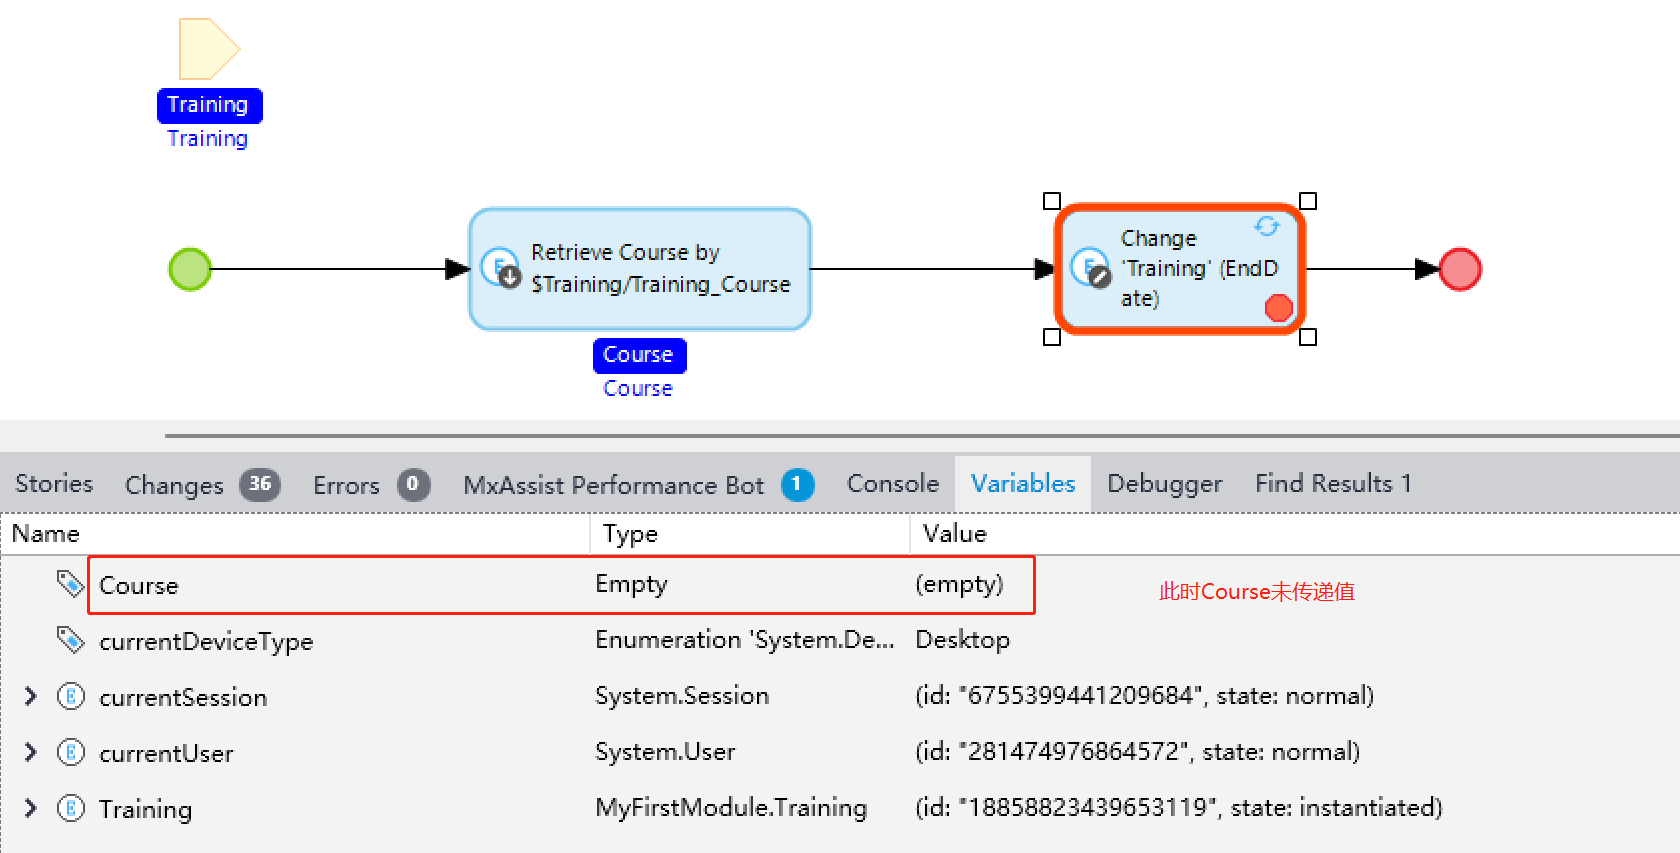 Training
Training
Retrieve Course by
$Training/Training_Course
Course
Course
Change
'Training' (EndD
ate)
Stories Changes 36 Errors 0 MxAssist Performance Bot 1 Console Variables Debugger Find Results 1
Name Type Value
Course Empty (empty) 此时Course未传递值
currentDeviceType Enumeration 'System.De... Desktop
currentSession System.Session (id: "6755399441209684", state: normal)
currentUser System.User (id: "281474976864572", state: normal)
Training MyFirstModule.Training (id: "18858823439653119", state: instantiated)